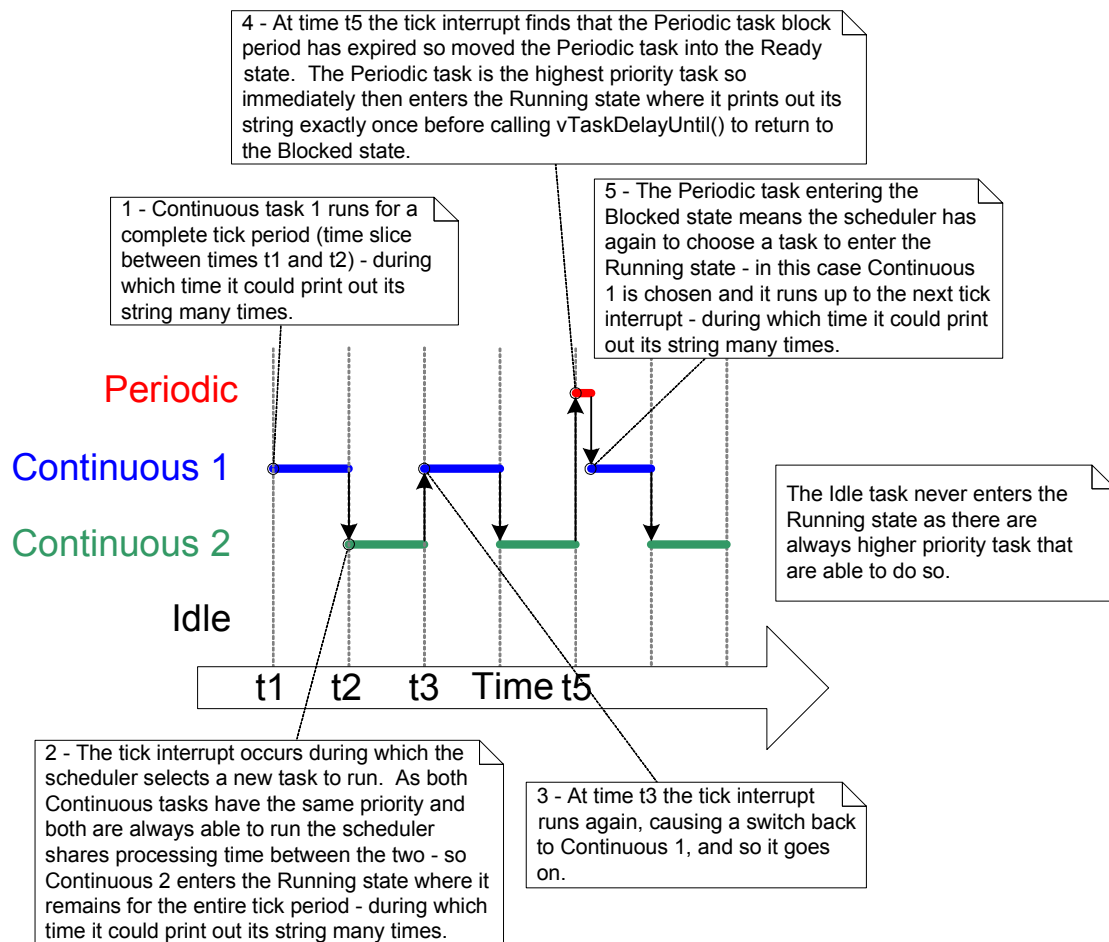 4 - At time t5 the tick interrupt finds that the Periodic task block
period has expired so moved the Periodic task into the Ready
state.  The Periodic task is the highest priority task so
immediately then enters the Running state where it prints out its
string exactly once before calling vTaskDelayUntil() to return to
the Blocked state.
1 - Continuous task 1 runs for a
complete tick period (time slice
between times t1 and t2) - during
which time it could print out its
string many times.
5 - The Periodic task entering the
Blocked state means the scheduler has
again to choose a task to enter the
Running state - in this case Continuous
1 is chosen and it runs up to the next tick
interrupt - during which time it could print
out its string many times.
Periodic
Continuous 1
Continuous 2
Idle
The Idle task never enters the
Running state as there are
always higher priority task that
are able to do so.
t1 t2 t3 Time t5
2 - The tick interrupt occurs during which the
scheduler selects a new task to run.  As both
Continuous tasks have the same priority and
both are always able to run the scheduler
shares processing time between the two - so
Continuous 2 enters the Running state where it
remains for the entire tick period - during which
time it could print out its string many times.
3 - At time t3 the tick interrupt
runs again, causing a switch back
to Continuous 1, and so it goes
on.